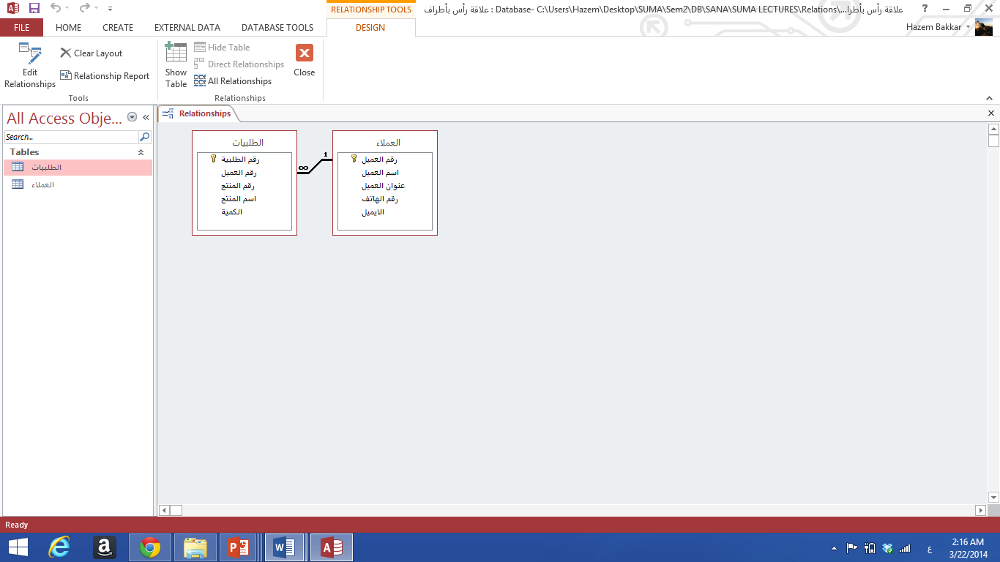 RELATIONSHIP TOOLS
علاقة رأس بأطراف : Database- C:\Users\Hazem\Desktop\SUMA\Sem2\DB\SANA\SUMA LECTURES\Relations\...علاقة رأس بأطرا
?
FILE HOME CREATE EXTERNAL DATA DATABASE TOOLS DESIGN
Hazem Bakkar
Edit Relationships
Clear Layout
Relationship Report
Tools
Show Table
Hide Table
Direct Relationships
All Relationships
Close
Relationships
All Access Obje...
Search...
Tables
الطلبيات
العملاء
Relationships
الطلبيات
رقم الطلبية
رقم العميل
رقم المنتج
اسم المنتج
الكمية
∞
1
العملاء
رقم العميل
اسم العميل
عنوان العميل
رقم الهاتف
الايميل
Ready
ع
2:16 AM
3/22/2014